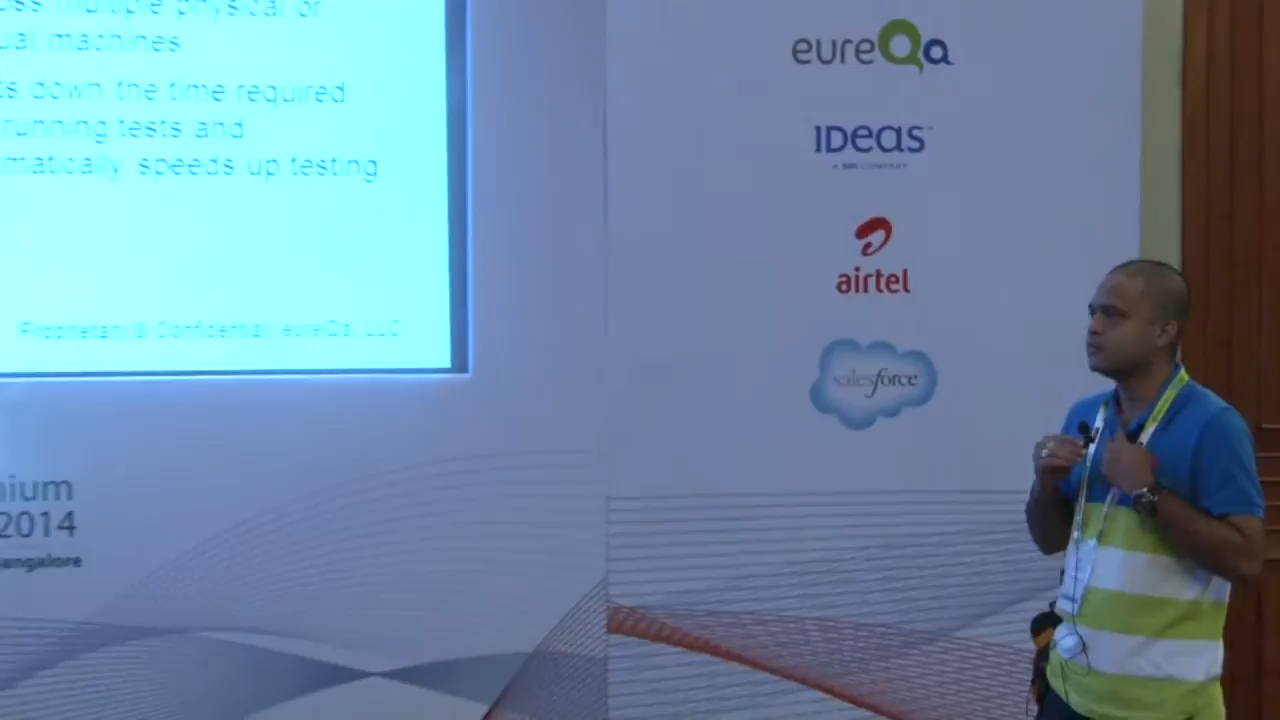 oss multiple physical or
ual machines
ts down the time required
running tests and
matically speeds up testing
Proprietary & Confidential, eureQa, LLC
nium
2014
angalore
eureQa
IDeaS
A SAS COMPANY
airtel
salesforce